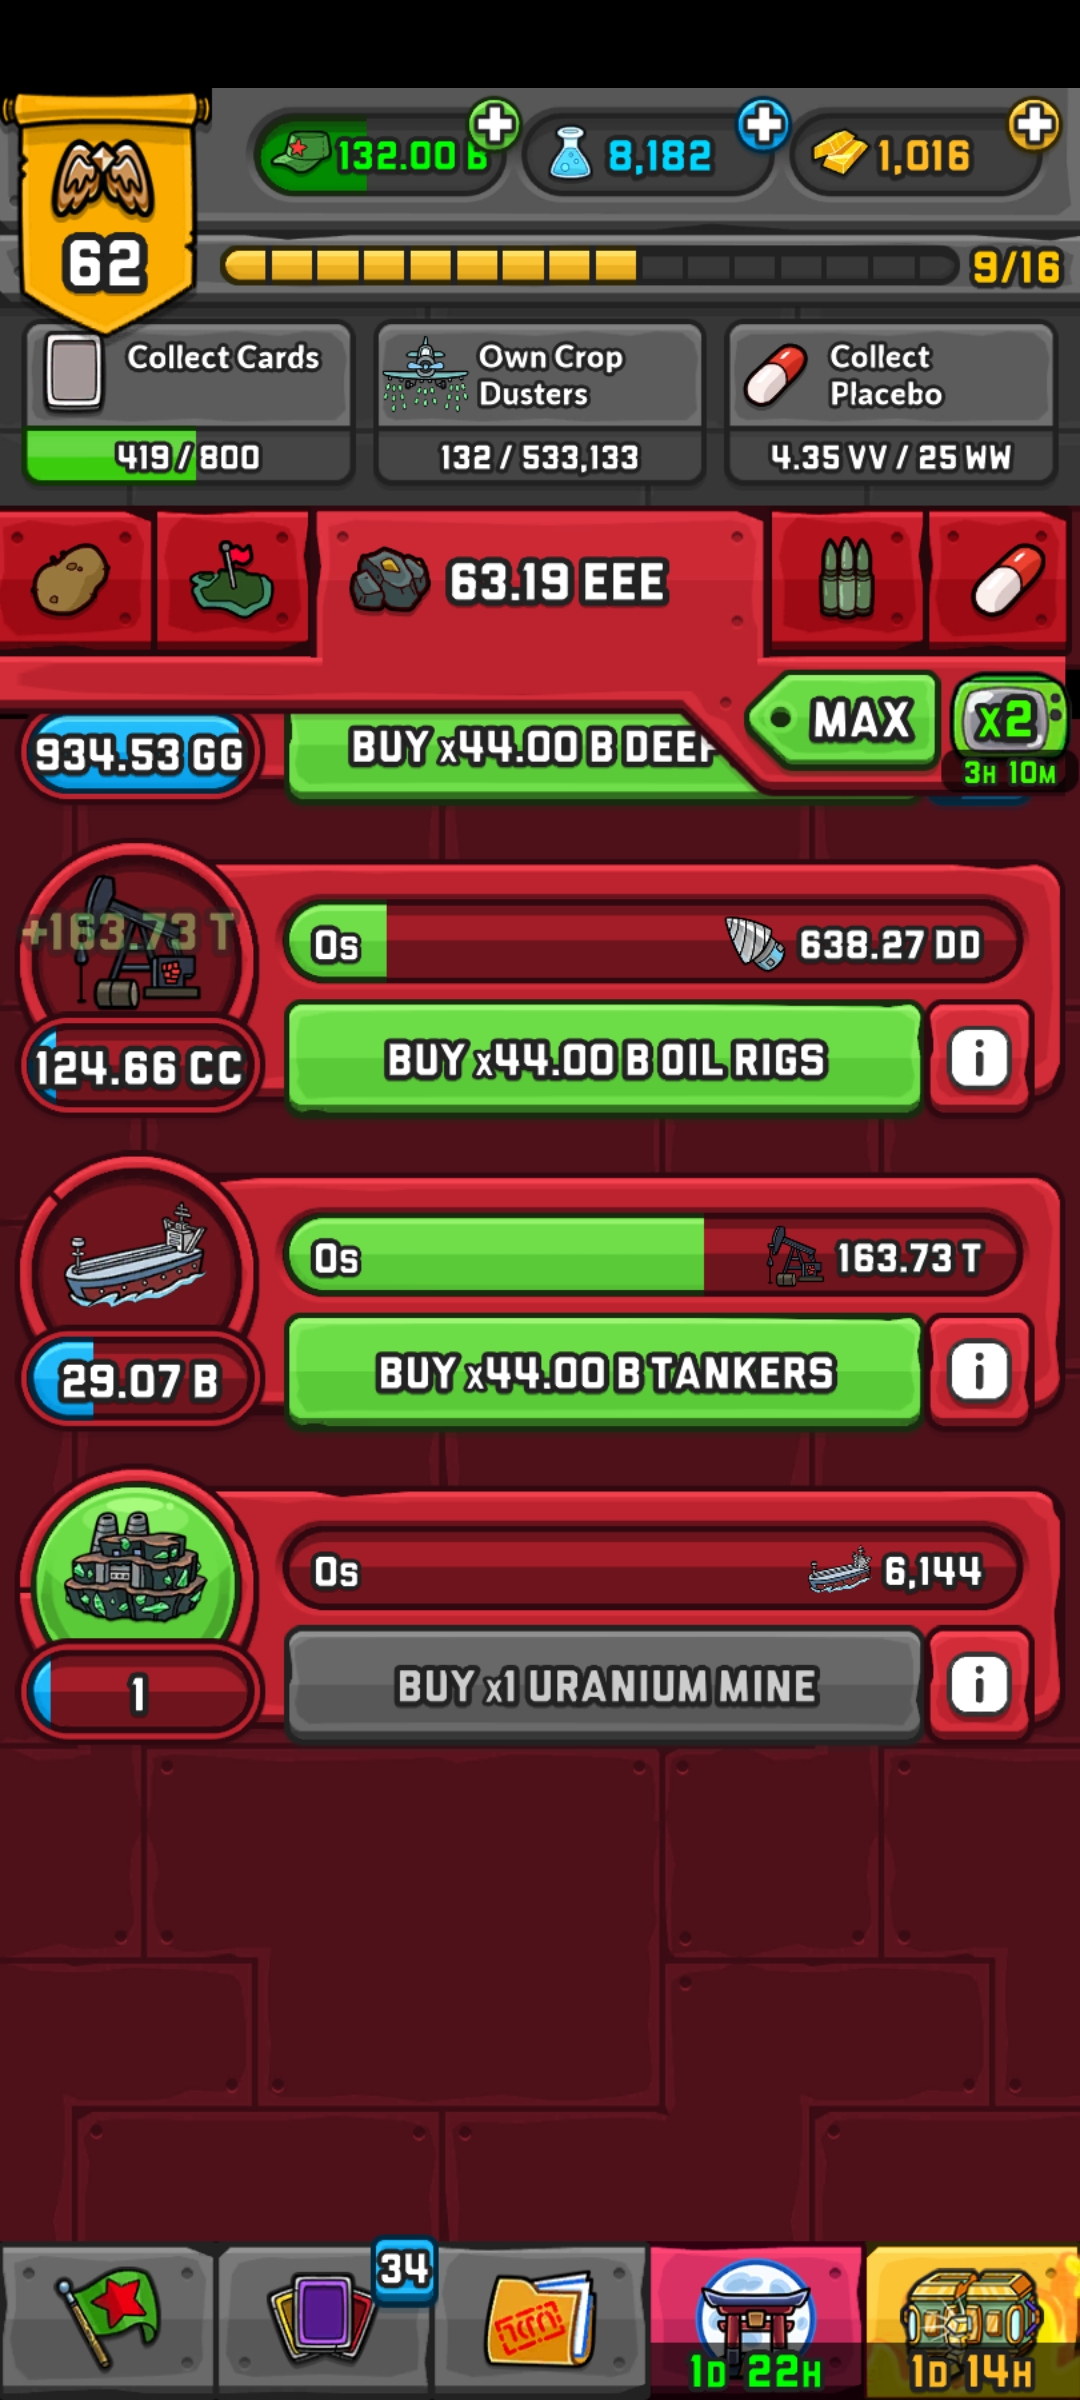 132.00 B
8,182
1,016
62
9/16
Collect Cards
419 / 800
Own Crop
Dusters
132 / 533,133
Collect
Placebo
4.35 VV / 25 WW
63.19 EEE
MAX
x2
3H 10M
934.53 GG
BUY x44.00 B DEEP
+163.73 T
0s
638.27 DD
124.66 CC
BUY x44.00 B OIL RIGS
i
0s
163.73 T
29.07 B
BUY x44.00 B TANKERS
i
0s
6,144
1
BUY x1 URANIUM MINE
i
34
1D 22H
1D 14H